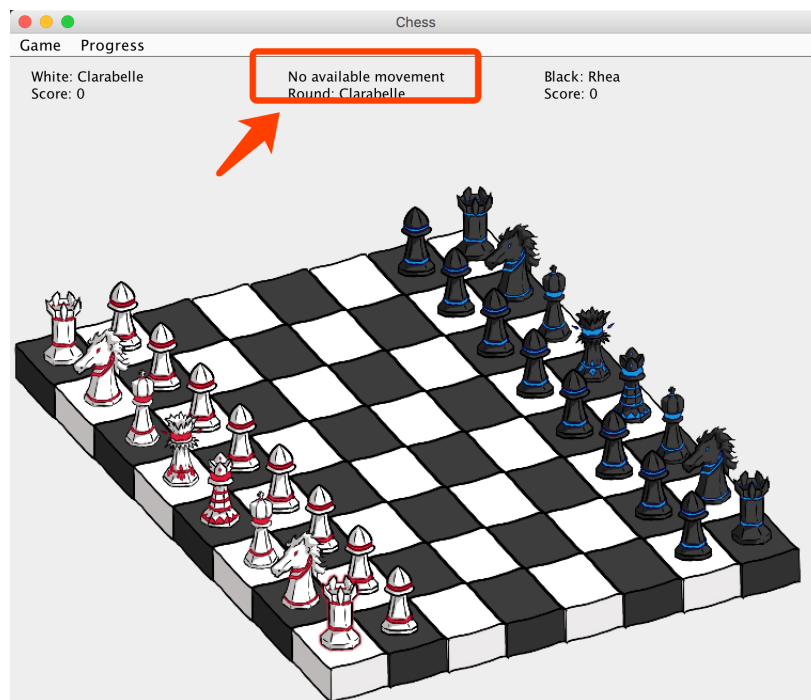 Chess
Game Progress
White: Clarabelle
Score: 0
No available movement
Round: Clarabelle
Black: Rhea
Score: 0